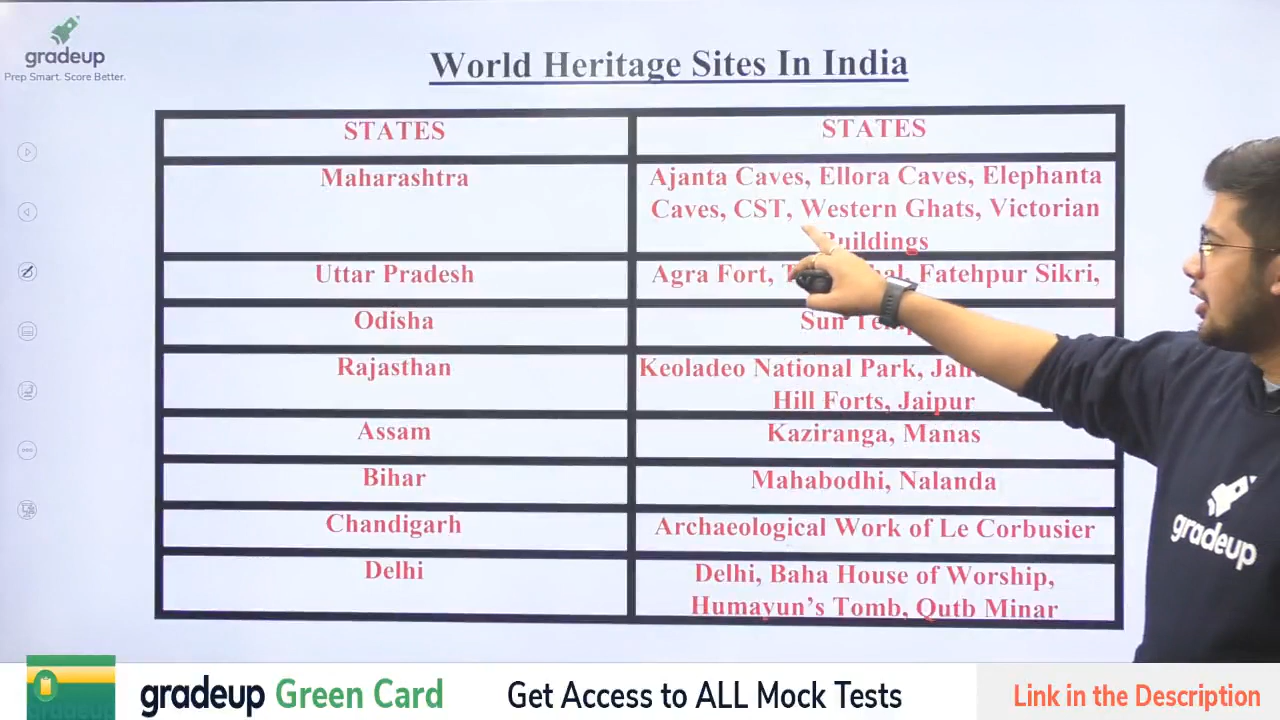 gradeup
Prep Smart. Score Better.
World Heritage Sites In India
STATES
STATES
Maharashtra
Ajanta Caves, Ellora Caves, Elephanta
Caves, CST, Western Ghats, Victorian
Buildings
Uttar Pradesh
Agra Fort, Fatehpur Sikri,
Odisha
Sun
Rajasthan
Keoladeo National Park,
Hill Forts, Jaipur
Assam
Kaziranga, Manas
Bihar
Mahabodhi, Nalanda
Chandigarh
Archaeological Work of Le Corbusier
Delhi
Delhi, Baha House of Worship,
Humayun’s Tomb, Qutb Minar
gradeup
gradeup Green Card
Get Access to ALL Mock Tests
Link in the Description